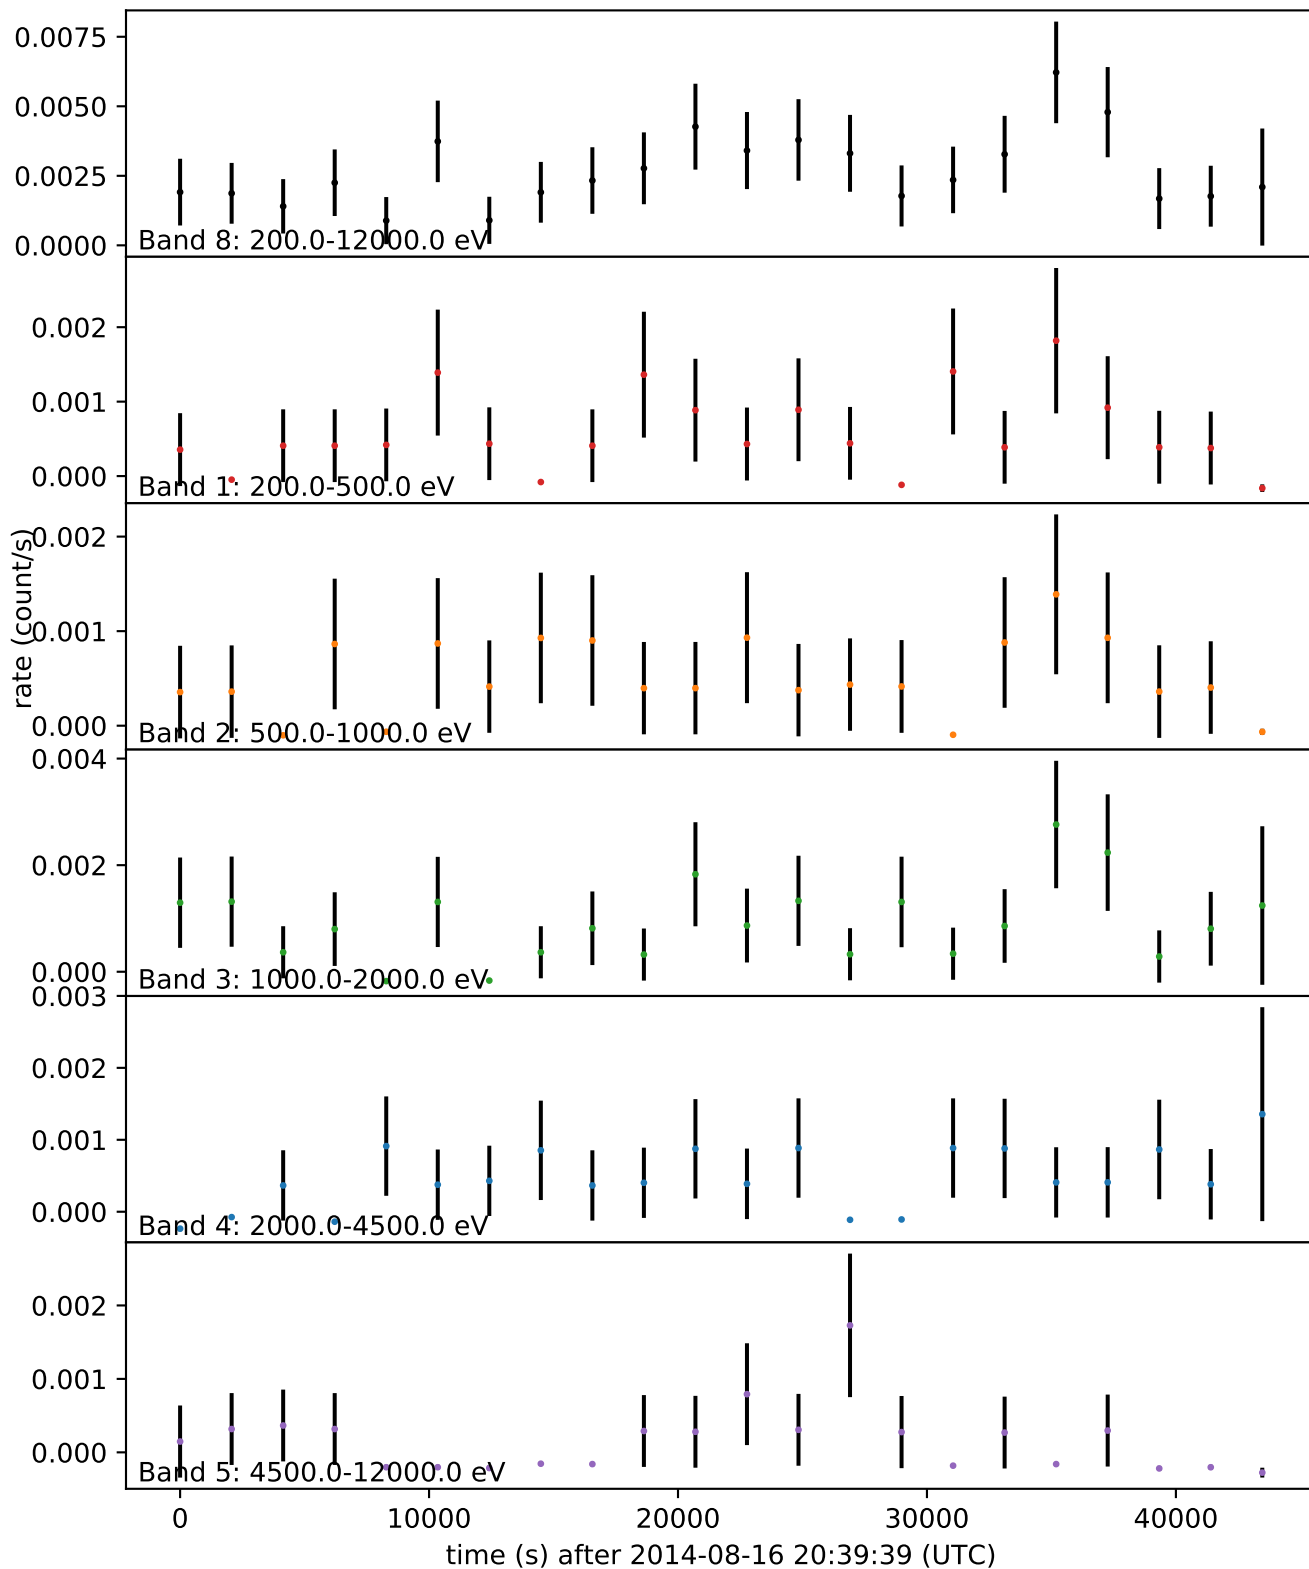 0.0075
0.0050
0.0025
0.0000
Band 8: 200.0-12000.0 eV
0.002
0.001
0.000
Band 1: 200.0-500.0 eV
rate (count/s)
0.002
0.001
0.000
Band 2: 500.0-1000.0 eV
0.004
0.002
0.000
Band 3: 1000.0-2000.0 eV
0.003
0.002
0.001
0.000
Band 4: 2000.0-4500.0 eV
0.002
0.001
0.000
Band 5: 4500.0-12000.0 eV
0 10000 20000 30000 40000
time (s) after 2014-08-16 20:39:39 (UTC)